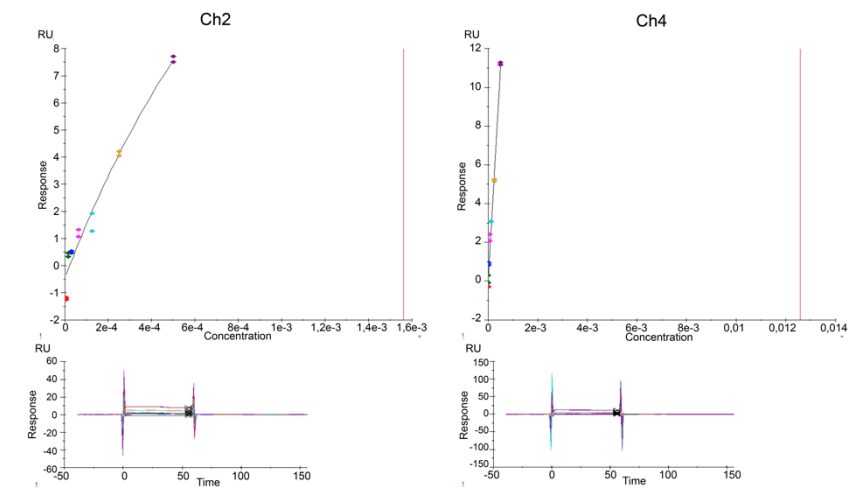 Ch2
Ch4
RU
8
7
6
5
4
3
2
1
0
-1
-2
Response
0 2e-4 4e-4 6e-4 8e-4 1e-3 1,2e-3 1,4e-3 1,6e-3
Concentration
RU
12
10
8
6
4
2
0
-2
Response
0 2e-3 4e-3 6e-3 8e-3 0,01 0,012 0,014
Concentration
RU
60
40
20
0
-20
-40
-60
Response
-50 0 50 100 150
Time
RU
150
100
50
0
-50
-100
-150
Response
-50 0 50 100 150
Time